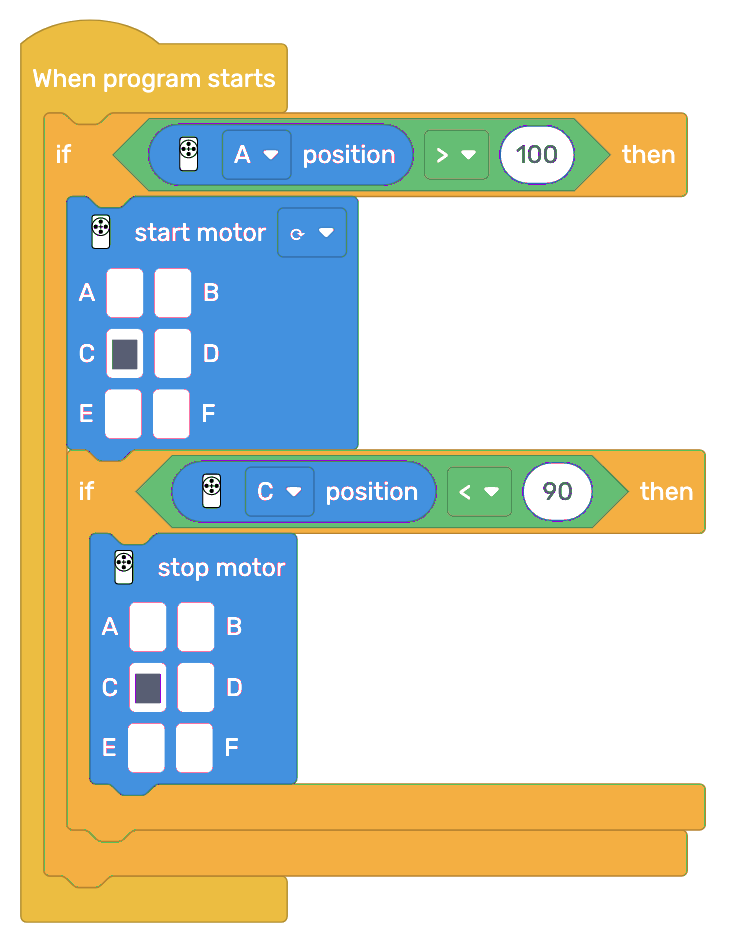 When program starts
if A position > 100 then
start motor
A B
C D
E F
if C position < 90 then
stop motor
A B
C D
E F